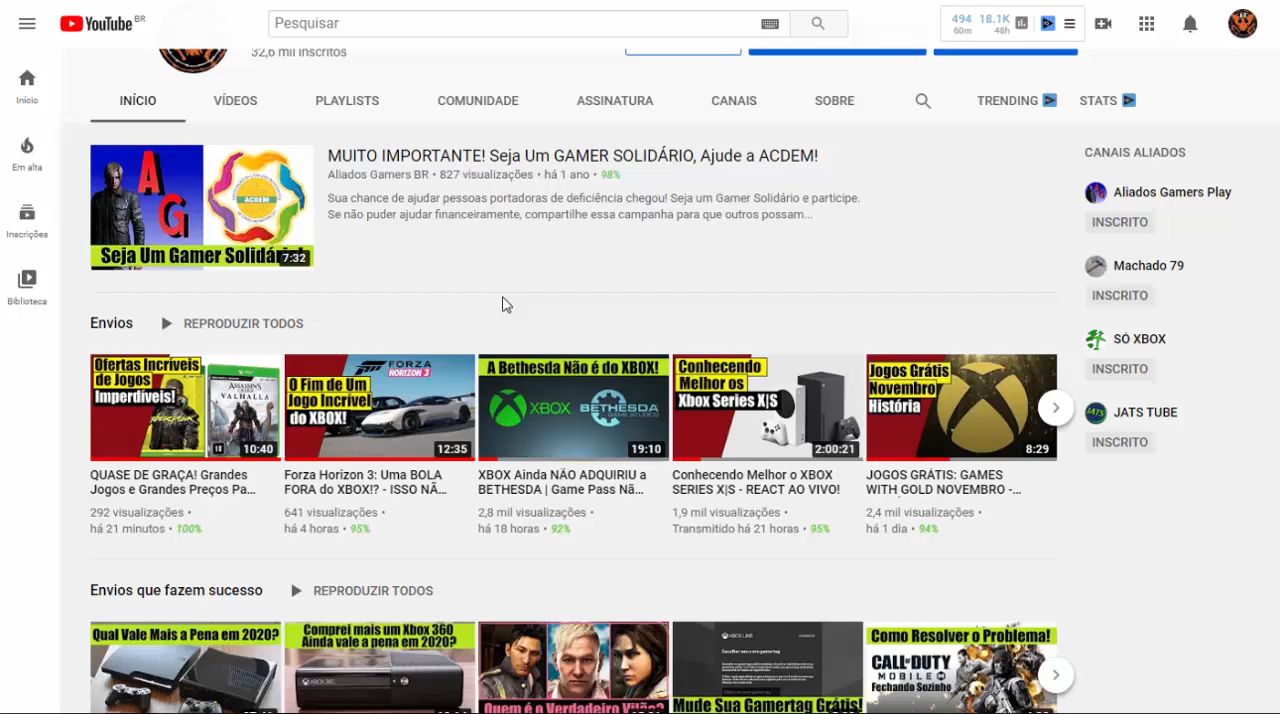 YouTube BR
Pesquisar
494 18.1K
60m 48h
32,6 mil inscritos
INÍCIO VÍDEOS PLAYLISTS COMUNIDADE ASSINATURA CANAIS SOBRE TRENDING STATS
Início
Em alta
Inscrições
Biblioteca
AG
ACDEM
Seja Um Gamer Solidário!
7:32
MUITO IMPORTANTE! Seja Um GAMER SOLIDÁRIO, Ajude a ACDEM!
Aliados Gamers BR • 827 visualizações • há 1 ano • 98%
Sua chance de ajudar pessoas portadoras de deficiência chegou! Seja um Gamer Solidário e participe.
Se não puder ajudar financeiramente, compartilhe essa campanha para que outros possam...
CANAIS ALIADOS
Aliados Gamers Play
INSCRITO
Machado 79
INSCRITO
SÓ XBOX
INSCRITO
JATS TUBE
INSCRITO
Envios
REPRODUZIR TODOS
Ofertas Incríveis
de Jogos
Imperdíveis!
ASSASSIN'S
VALHALLA
10:40
QUASE DE GRAÇA! Grandes
Jogos e Grandes Preços Pa...
292 visualizações •
há 21 minutos • 100%
FORZA
HORIZON 3
O Fim de Um
Jogo Incrível
do XBOX!
12:35
Forza Horizon 3: Uma BOLA
FORA do XBOX!? - ISSO NÃ...
641 visualizações •
há 4 horas • 95%
A Bethesda Não é do XBOX!
XBOX BETHESDA
19:10
XBOX Ainda NÃO ADQUIRIU a
BETHESDA | Game Pass Nã...
2,8 mil visualizações •
há 18 horas • 92%
Conhecendo
Melhor os
Xbox Series X|S
2:00:21
Conhecendo Melhor o XBOX
SERIES X|S - REACT AO VIVO!
1,9 mil visualizações •
Transmitido há 21 horas • 95%
Jogos Grátis
Novembro
História
8:29
JOGOS GRÁTIS: GAMES
WITH GOLD NOVEMBRO -...
2,4 mil visualizações •
há 1 dia • 94%
Envios que fazem sucesso
REPRODUZIR TODOS
Qual Vale Mais a Pena em 2020?
Comprei mais um Xbox 360
Ainda vale a pena em 2020?
Quem é o Verdadeiro Vilão?
XBOX LIVE
Mude Sua Gamertag Grátis!
Como Resolver o Problema!
CALL·DUTY
MOBILE
Fechando Sozinho